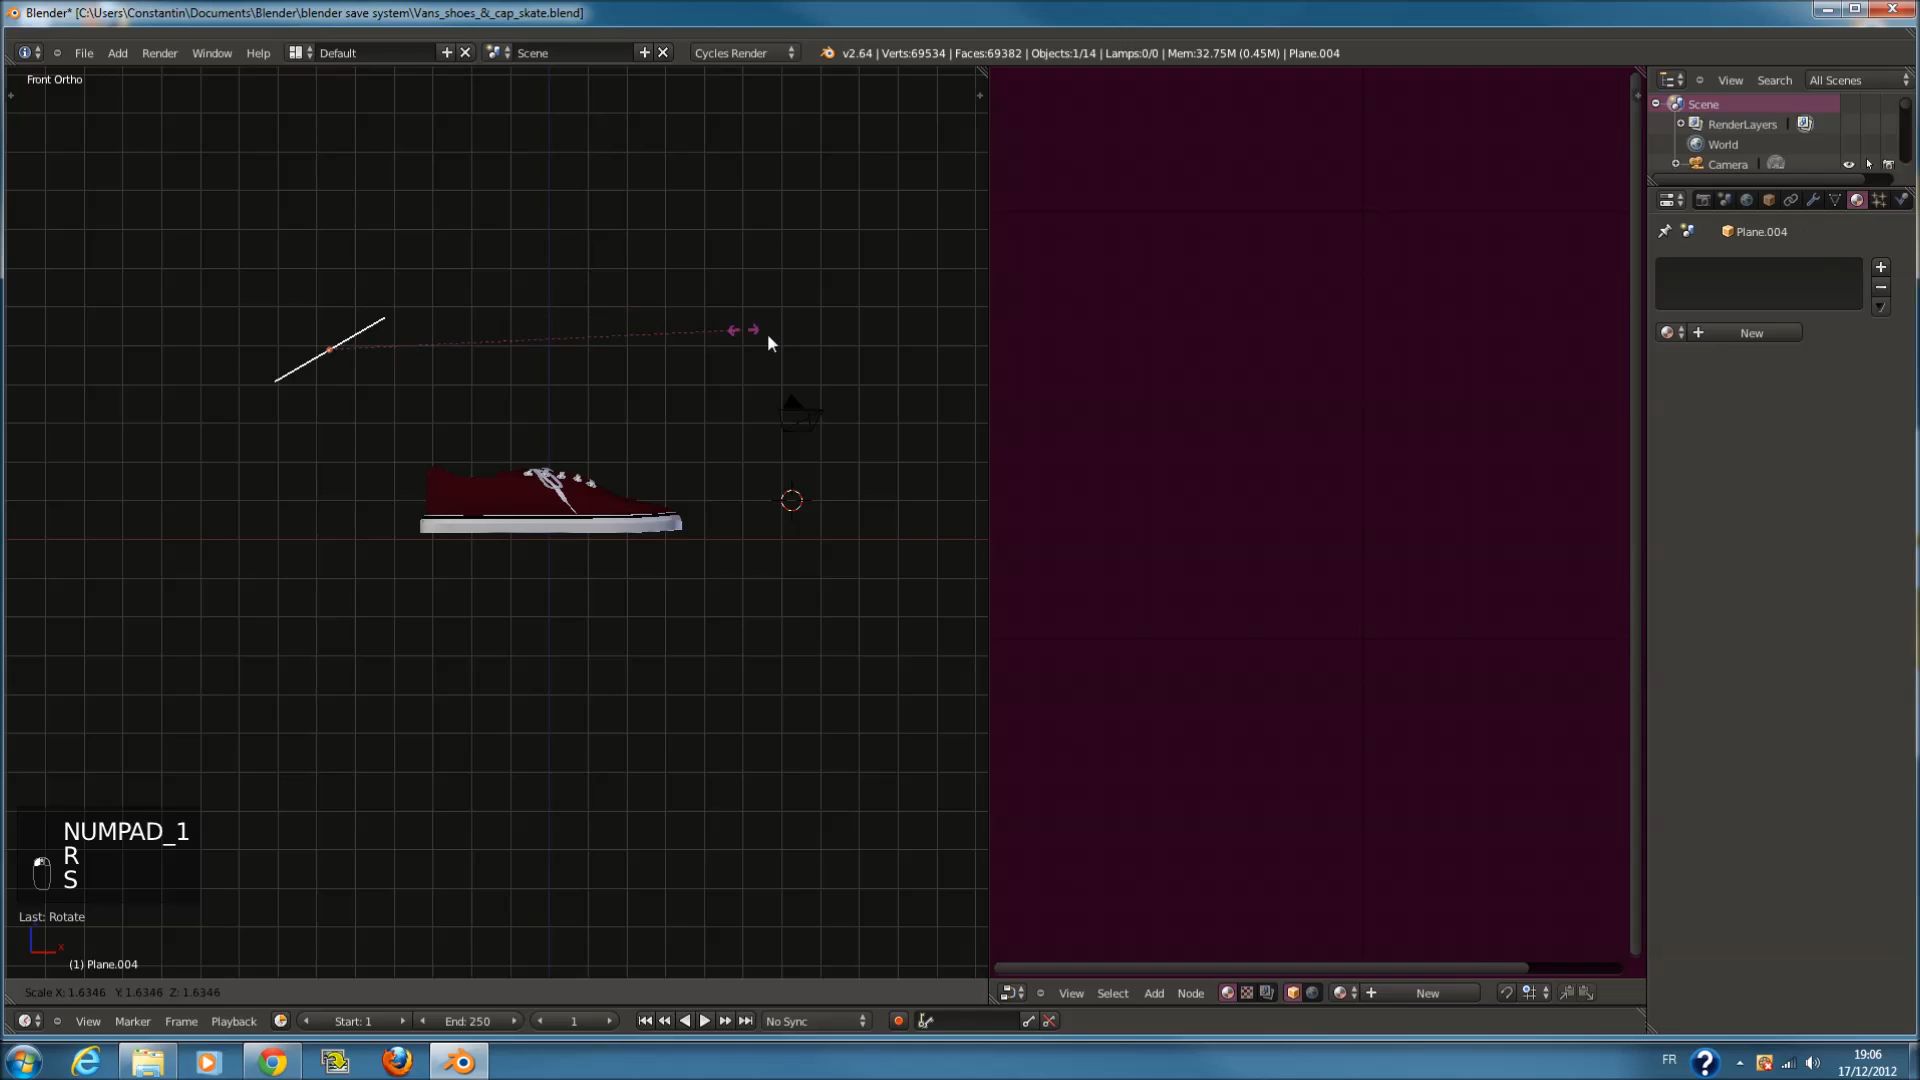 Blender* [C:\Users\Constantin\Documents\Blender\blender save system\Vans_shoes_&_cap_skate.blend]
File Add Render Window Help Default Scene Cycles Render v2.64 | Verts:69534 | Faces:69382 | Objects:1/14 | Lamps:0/0 | Mem:32.75M (0.45M) | Plane.004
Front Ortho
View Search All Scenes
Scene
RenderLayers
World
Camera
Plane.004
New
NUMPAD_1
R
S
Last: Rotate
x
(1) Plane.004
Scale X: 1.6346 Y: 1.6346 Z: 1.6346
View Select Add Node New
View Marker Frame Playback Start: 1 End: 250 1 No Sync
FR
19:06
17/12/2012